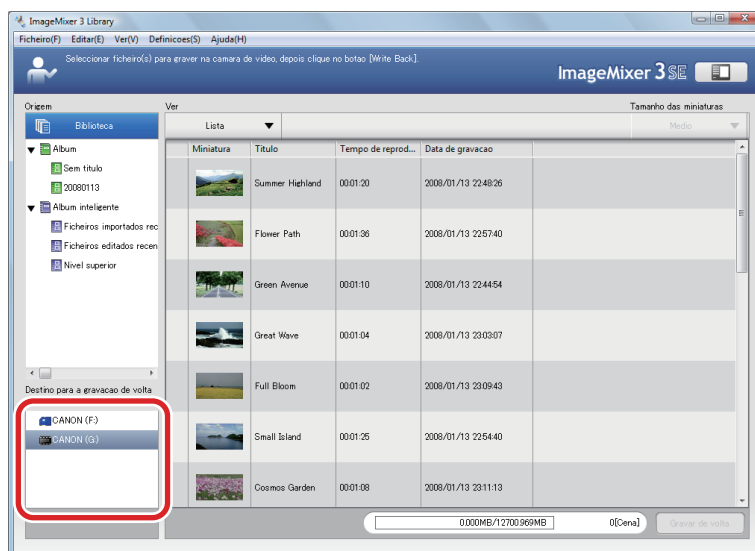 ImageMixer 3 Library
Ficheiro(F) Editar(E) Ver(V) Definicoes(S) Ajuda(H)
Seleccionar ficheiro(s) para graver na camara de video, depois clique no botao [Write Back].
ImageMixer 3 SE
Origem
Ver
Tamanho das miniaturas
Biblioteca
Lista
Medio
Album
Sem titulo
20080113
Album inteligente
Ficheiros importados rec
Ficheiros editados recen
Nivel superior
Miniatura Titulo Tempo de reprod... Data de gravacao
Summer Highland 00:01:20 2008/01/13 22:48:26
Flower Path 00:01:36 2008/01/13 22:57:40
Green Avenue 00:01:10 2008/01/13 22:44:54
Great Wave 00:01:04 2008/01/13 23:03:07
Full Bloom 00:01:02 2008/01/13 23:09:43
Small Island 00:01:25 2008/01/13 22:54:40
Cosmos Garden 00:01:08 2008/01/13 23:11:13
Destino para a gravacao de volta
CANON (F:)
CANON (G:)
0.000MB/12700.969MB
0[Cena]
Gravar de volta